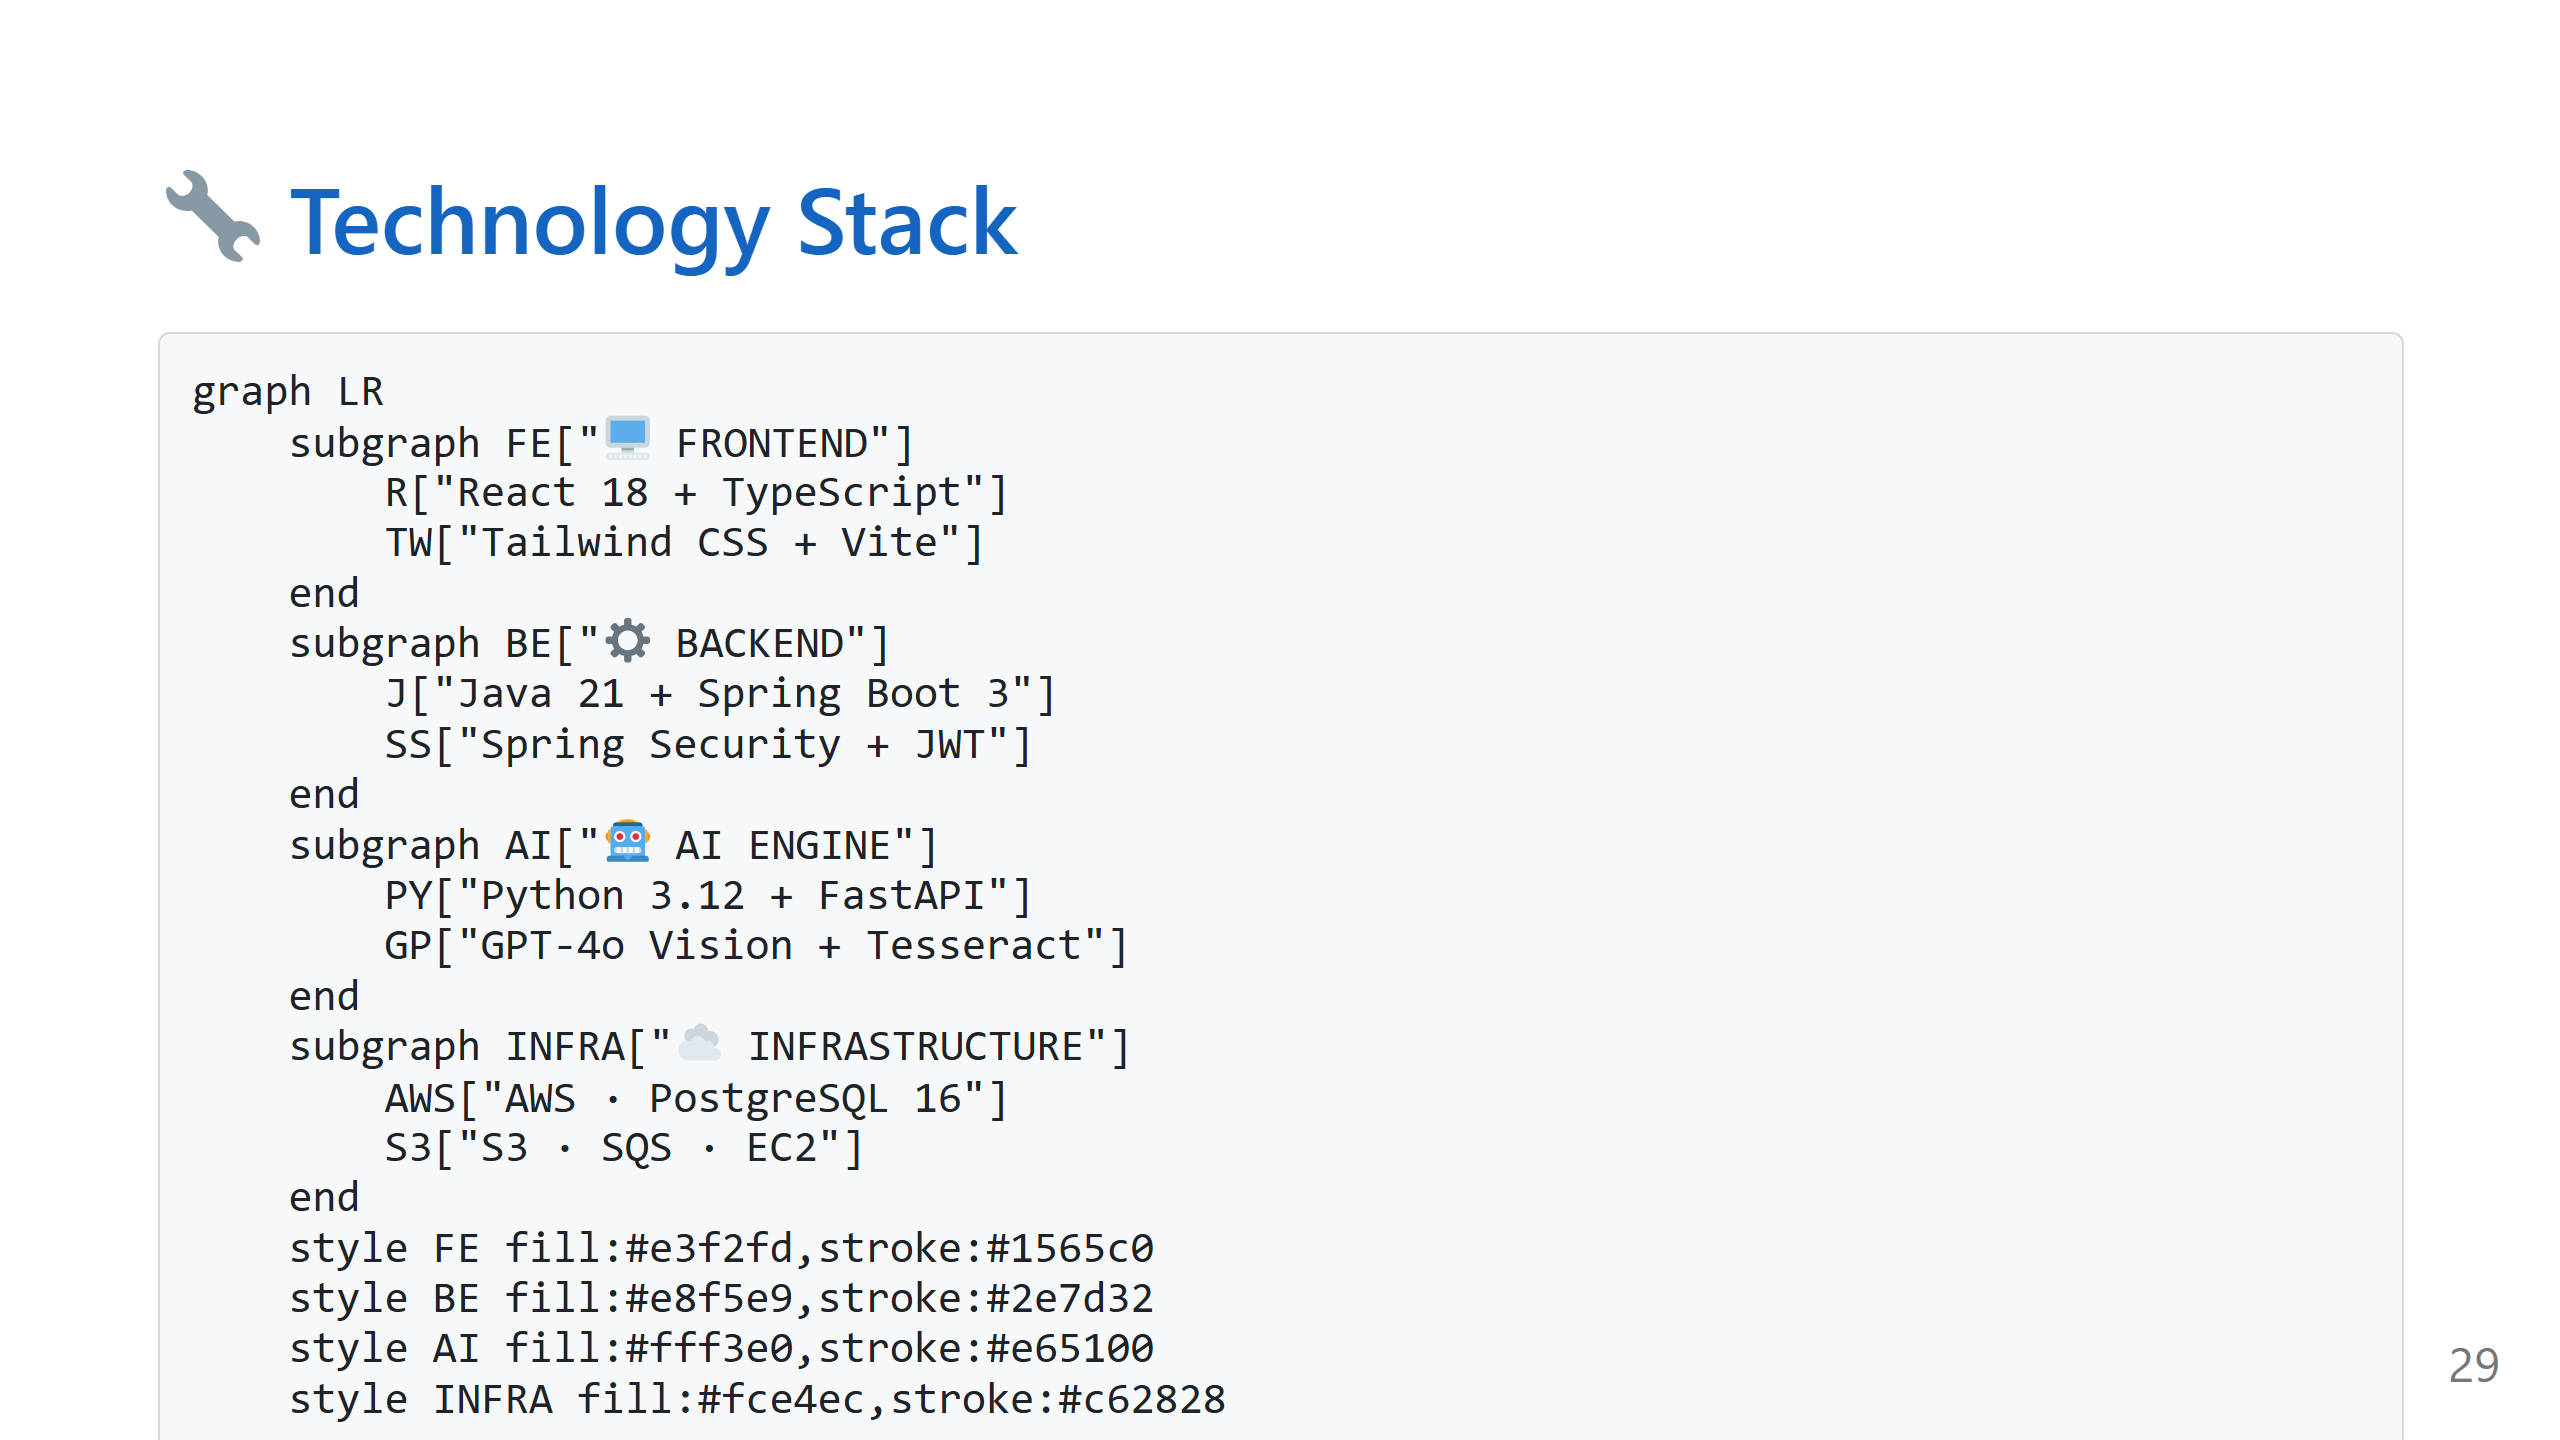 🔧 Technology Stack
graph LR
    subgraph FE["🖥️ FRONTEND"]
        R["React 18 + TypeScript"]
        TW["Tailwind CSS + Vite"]
    end
    subgraph BE["⚙️ BACKEND"]
        J["Java 21 + Spring Boot 3"]
        SS["Spring Security + JWT"]
    end
    subgraph AI["🤖 AI ENGINE"]
        PY["Python 3.12 + FastAPI"]
        GP["GPT-4o Vision + Tesseract"]
    end
    subgraph INFRA["☁️ INFRASTRUCTURE"]
        AWS["AWS · PostgreSQL 16"]
        S3["S3 · SQS · EC2"]
    end
    style FE fill:#e3f2fd,stroke:#1565c0
    style BE fill:#e8f5e9,stroke:#2e7d32
    style AI fill:#fff3e0,stroke:#e65100
    style INFRA fill:#fce4ec,stroke:#c62828
29